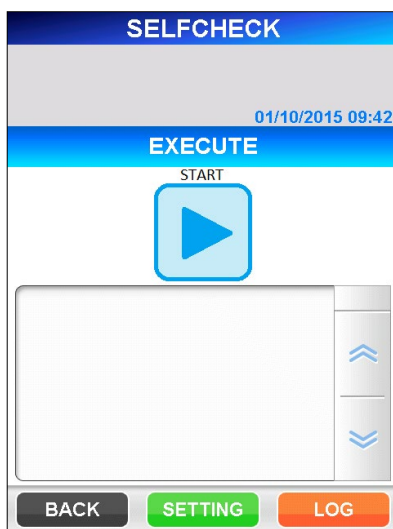 SELFCHECK
01/10/2015 09:42
EXECUTE
START
BACK SETTING LOG